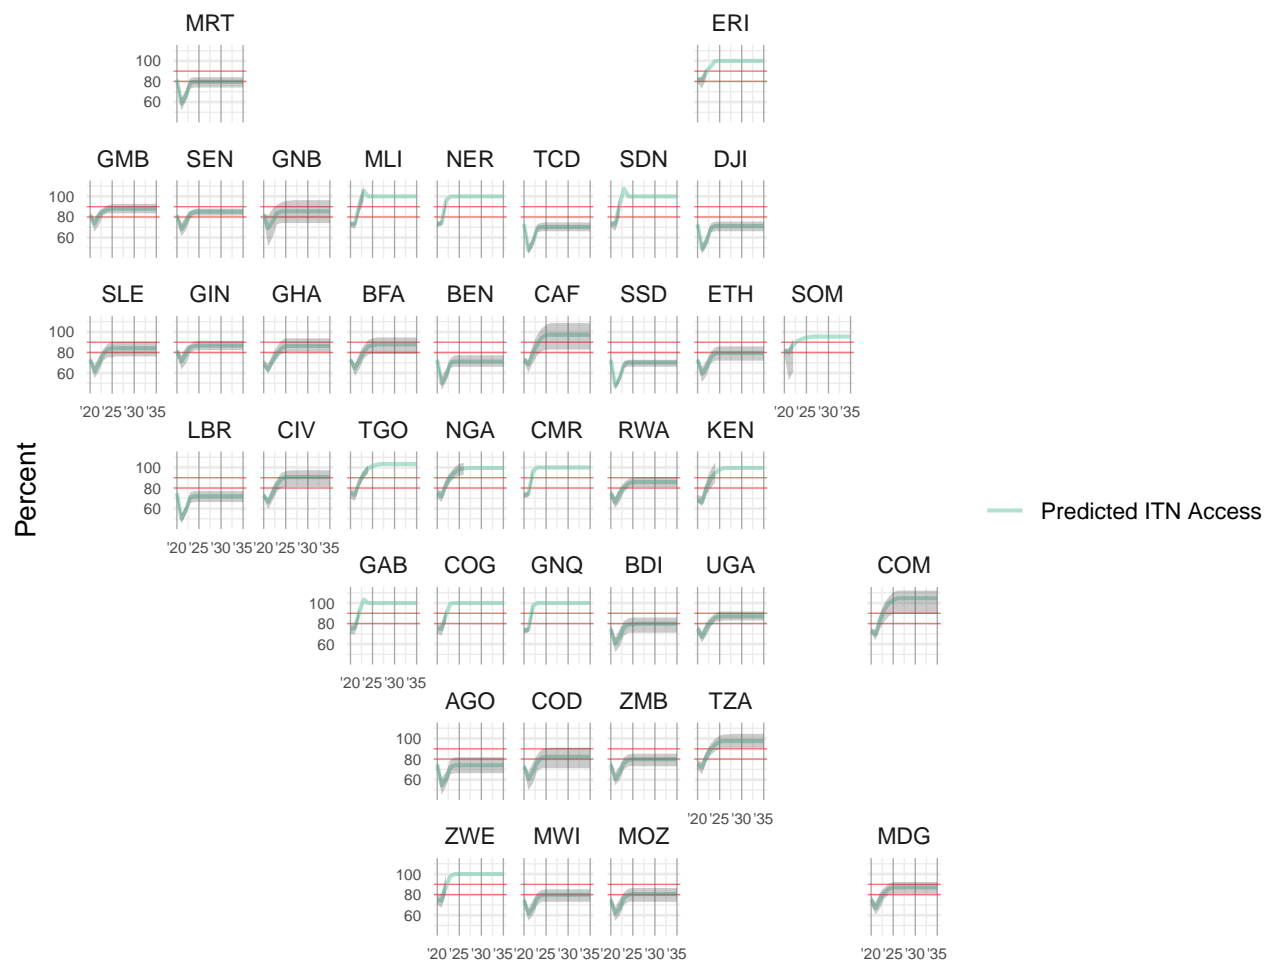 MRT ERI
100
80
60
GMB SEN GNB MLI NER TCD SDN DJI
100
80
60
SLE GIN GHA BFA BEN CAF SSD ETH SOM
100
80
60
'20 '25 '30 '35 '20 '25 '30 '35
LBR CIV TGO NGA CMR RWA KEN
100
80
60
'20 '25 '30 '35 '20 '25 '30 '35
Percent
Predicted ITN Access
GAB COG GNQ BDI UGA COM
100
80
60
'20 '25 '30 '35
AGO COD ZMB TZA
100
80
60
'20 '25 '30 '35
ZWE MWI MOZ MDG
100
80
60
'20 '25 '30 '35 '20 '25 '30 '35 '20 '25 '30 '35 '20 '25 '30 '35